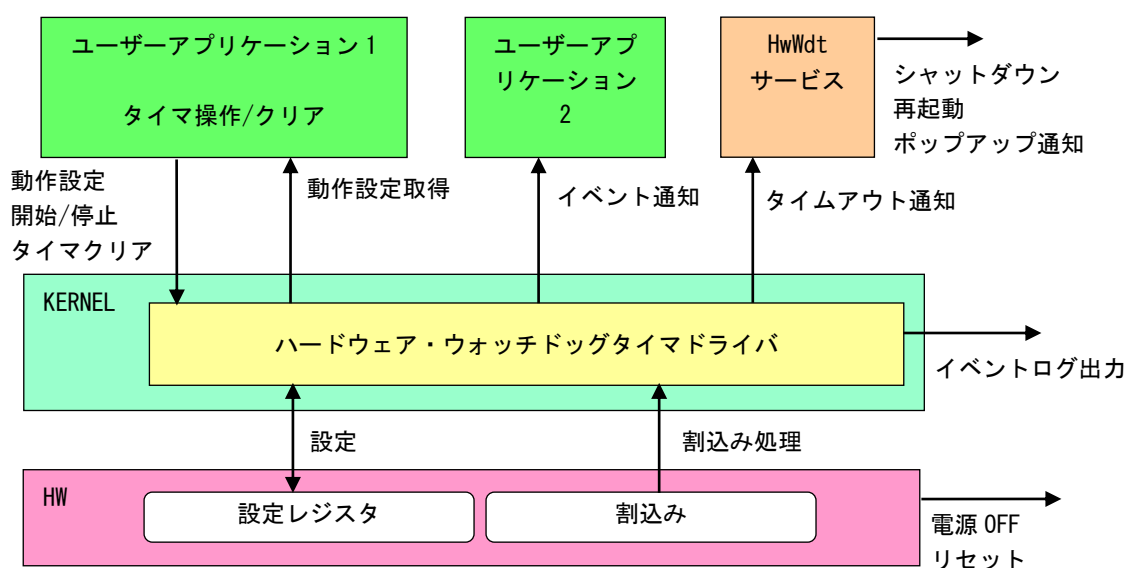 ユーザーアプリケーション1
タイマ操作/クリア
ユーザーアプ
リケーション
2
HwWdt
サービス
シャットダウン
再起動
ポップアップ通知
動作設定
開始/停止
タイマクリア
動作設定取得
イベント通知
タイムアウト通知
KERNEL
ハードウェア・ウォッチドッグタイマドライバ
イベントログ出力
設定
割込み処理
HW
設定レジスタ
割込み
電源 OFF
リセット